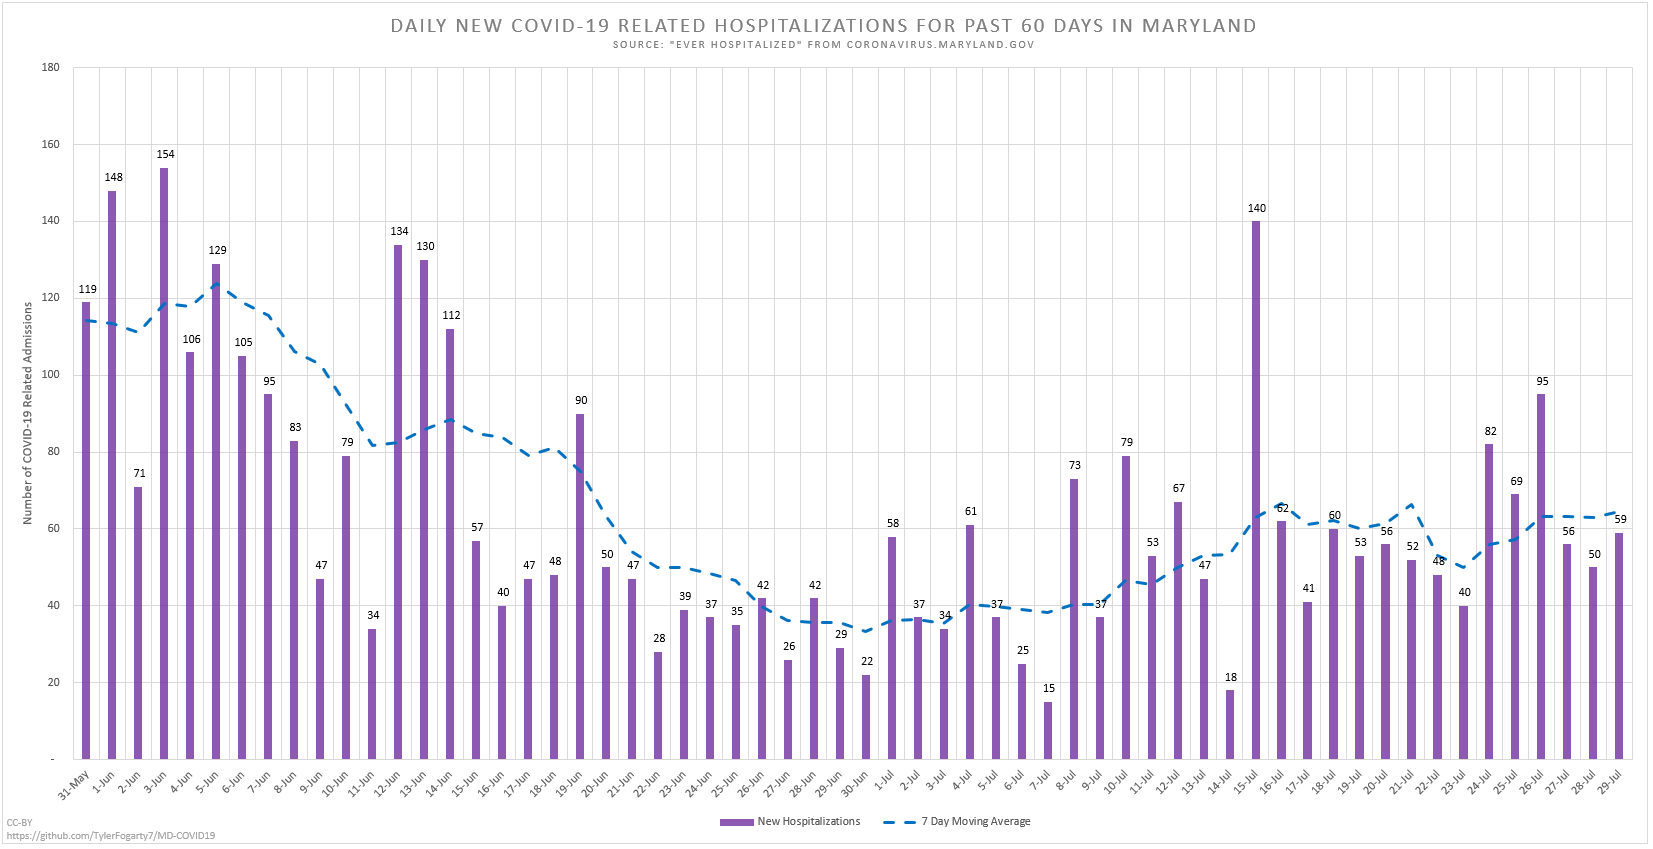 DAILY NEW COVID-19 RELATED HOSPITALIZATIONS FOR PAST 60 DAYS IN MARYLAND
SOURCE: "EVER HOSPITALIZED" FROM CORONAVIRUS.MARYLAND.GOV
Number of COVID-19 Related Admissions
180
160
140
120
100
80
60
40
20
-
119
148
71
154
106
129
105
95
83
47
79
34
134
130
112
57
40
47
48
90
50
47
28
39
37
35
42
26
42
29
22
58
37
34
61
37
25
15
73
37
79
53
67
47
18
140
62
41
60
53
56
52
48
40
82
69
95
56
50
59
31-May
1-Jun
2-Jun
3-Jun
4-Jun
5-Jun
6-Jun
7-Jun
8-Jun
9-Jun
10-Jun
11-Jun
12-Jun
13-Jun
14-Jun
15-Jun
16-Jun
17-Jun
18-Jun
19-Jun
20-Jun
21-Jun
22-Jun
23-Jun
24-Jun
25-Jun
26-Jun
27-Jun
28-Jun
29-Jun
30-Jun
1-Jul
2-Jul
3-Jul
4-Jul
5-Jul
6-Jul
7-Jul
8-Jul
9-Jul
10-Jul
11-Jul
12-Jul
13-Jul
14-Jul
15-Jul
16-Jul
17-Jul
18-Jul
19-Jul
20-Jul
21-Jul
22-Jul
23-Jul
24-Jul
25-Jul
26-Jul
27-Jul
28-Jul
29-Jul
New Hospitalizations
7 Day Moving Average
CC-BY
https://github.com/TylerFogarty7/MD-COVID19